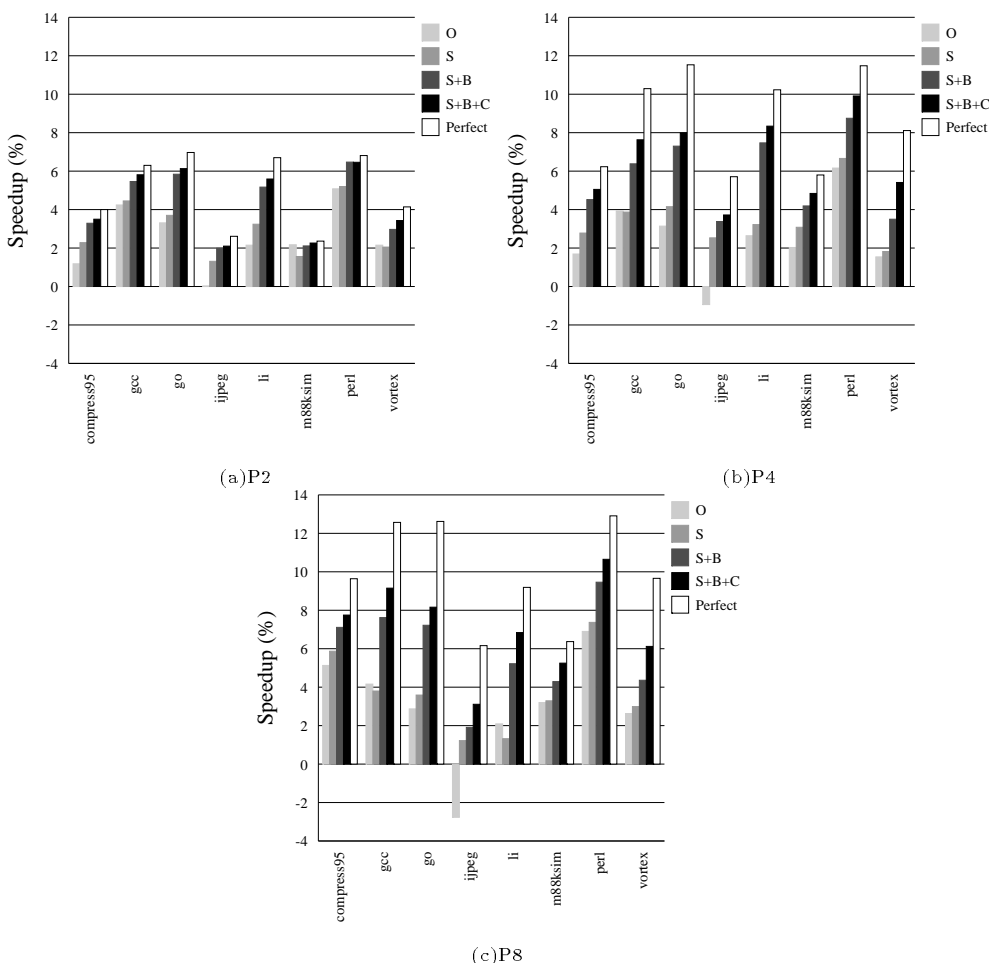 14
12
10
8
6
4
2
0
-2
-4
Speedup (%)
O
S
S+B
S+B+C
Perfect
compress95
gcc
go
ijpeg
li
m88ksim
perl
vortex
(a)P2
14
12
10
8
6
4
2
0
-2
-4
Speedup (%)
O
S
S+B
S+B+C
Perfect
compress95
gcc
go
ijpeg
li
m88ksim
perl
vortex
(b)P4
14
12
10
8
6
4
2
0
-2
-4
Speedup (%)
O
S
S+B
S+B+C
Perfect
compress95
gcc
go
ijpeg
li
m88ksim
perl
vortex
(c)P8